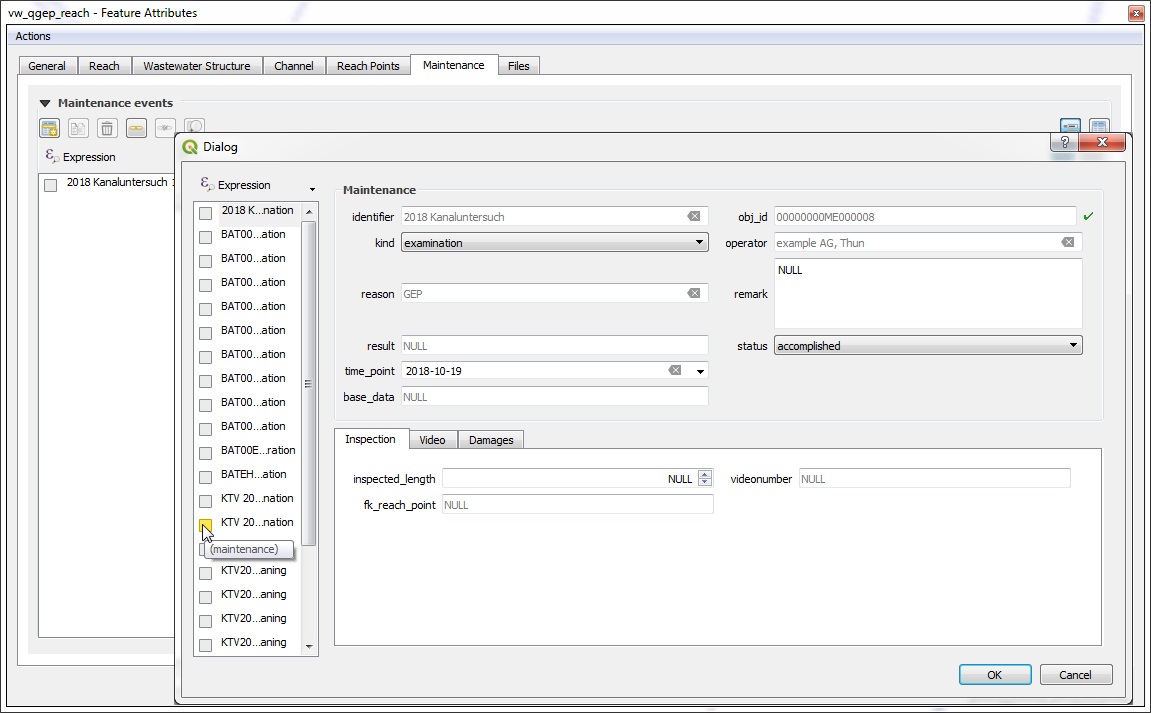 vw_qgep_reach - Feature Attributes
Actions
General Reach Wastewater Structure Channel Reach Points Maintenance Files
Maintenance events
Expression
2018 Kanaluntersuch 1
Dialog
?
Expression
2018 K...nation
BAT00...ation
BAT00...ation
BAT00...ation
BAT00...ation
BAT00...ation
BAT00...ation
BAT00...ation
BAT00...ation
BAT00...ation
BAT00E...ration
BATEH...ation
KTV 20...nation
KTV 20...nation
(maintenance)
KTV20...aning
KTV20...aning
KTV20...aning
KTV20...aning
Maintenance
identifier 2018 Kanaluntersuch obj_id 00000000ME000008
kind examination operator example AG, Thun
reason GEP remark NULL
result NULL status accomplished
time_point 2018-10-19
base_data NULL
Inspection Video Damages
inspected_length NULL videonumber NULL
fk_reach_point NULL
OK Cancel